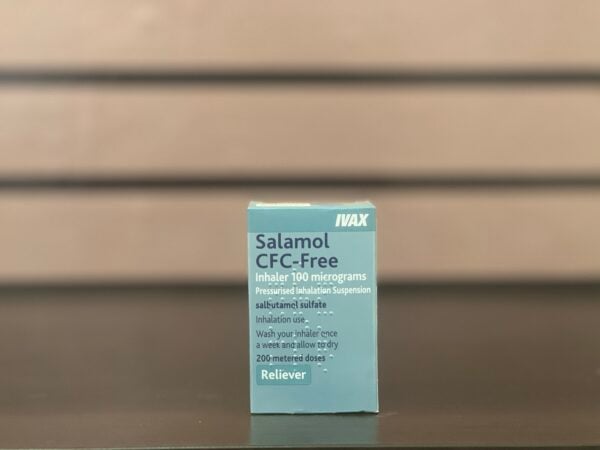 IVAX
Salamol
CFC-Free
Inhaler 100 micrograms
Pressurised Inhalation Suspension
salbutamol sulfate
Inhalation use
Wash your inhaler once
a week and allow to dry
200 metered doses
Reliever